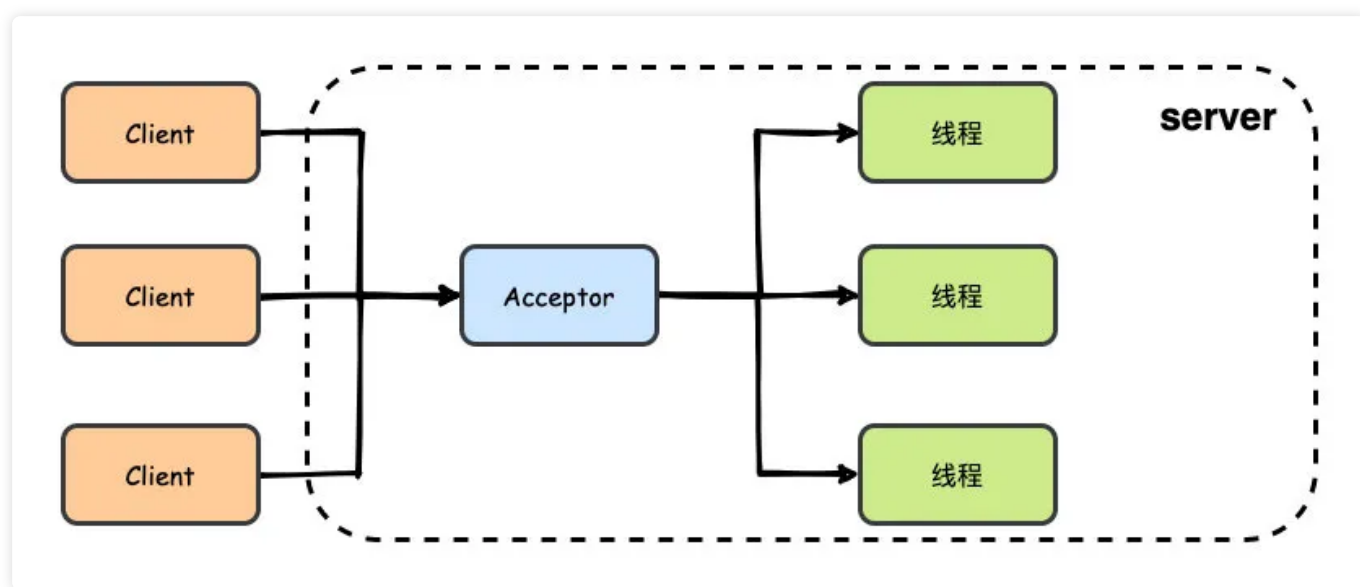 Client
线程
server
Client
Acceptor
线程
Client
线程